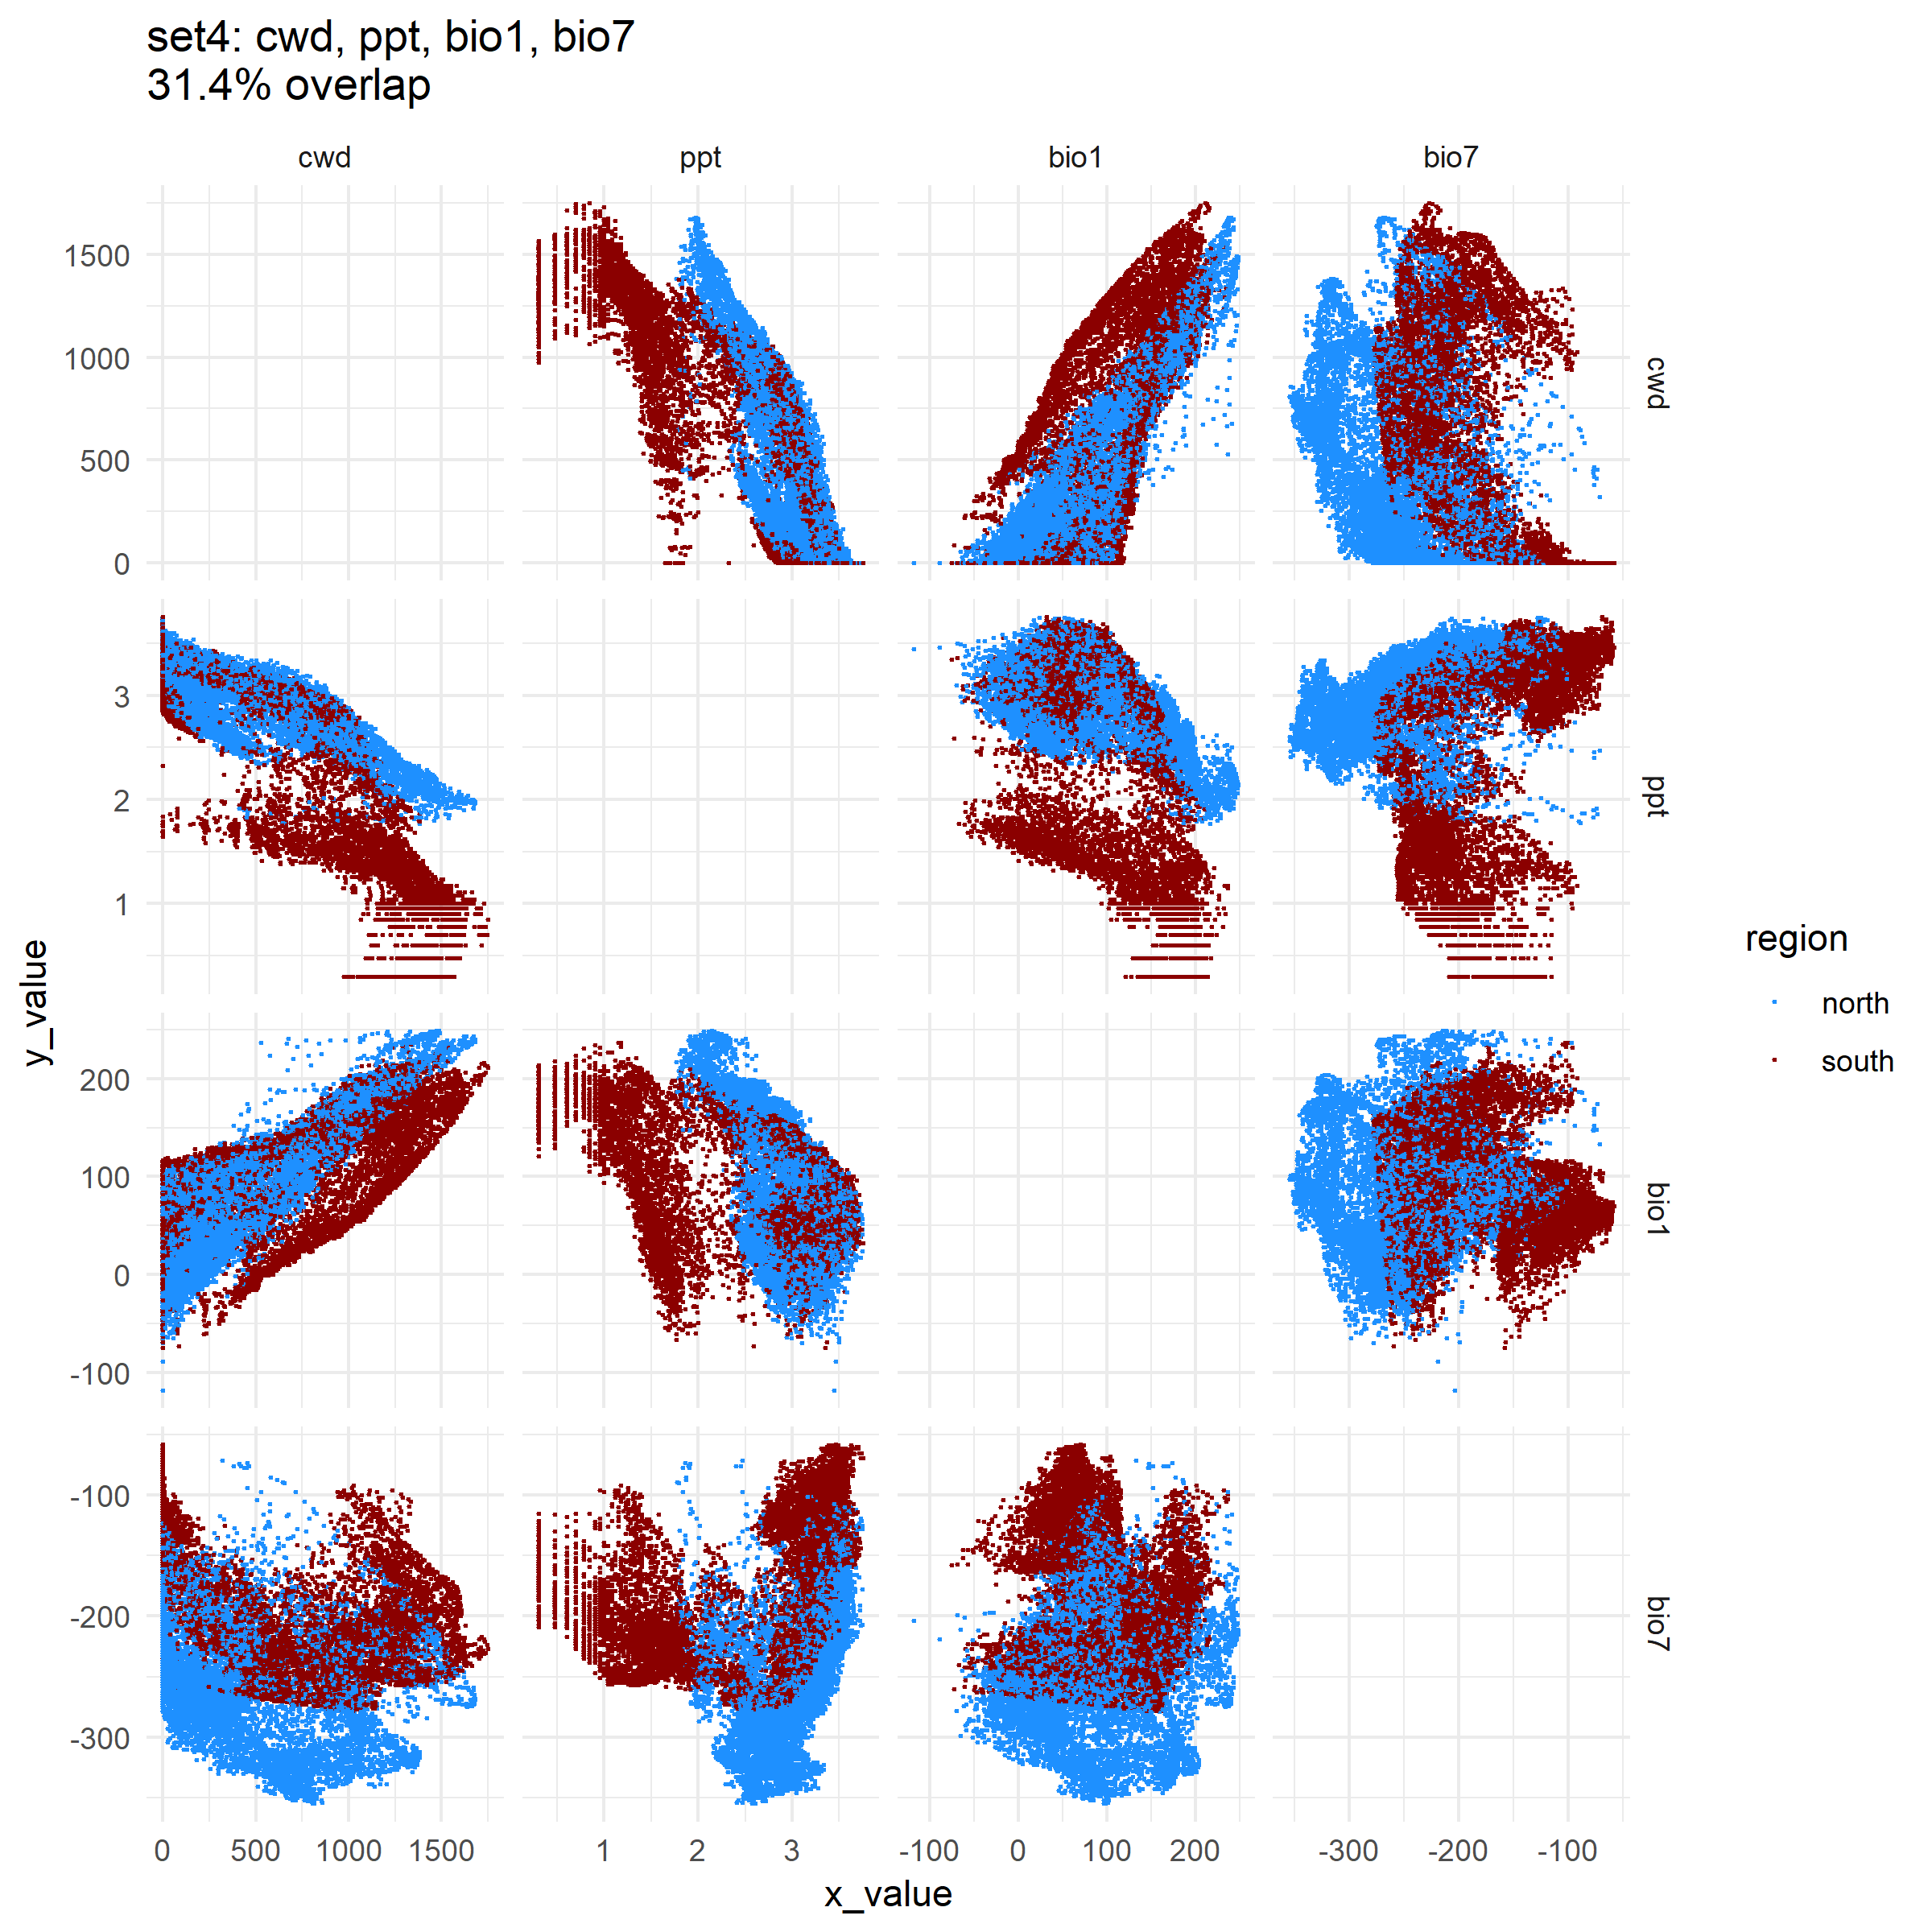 set4: cwd, ppt, bio1, bio7
31.4% overlap
cwd ppt bio1 bio7
1500
1000
500
0
cwd
3
2
1
ppt
200
100
0
-100
bio1
-100
-200
-300
bio7
0 500 1000 1500 1 2 3 -100 0 100 200 -300 -200 -100
x_value
y_value
region
north
south